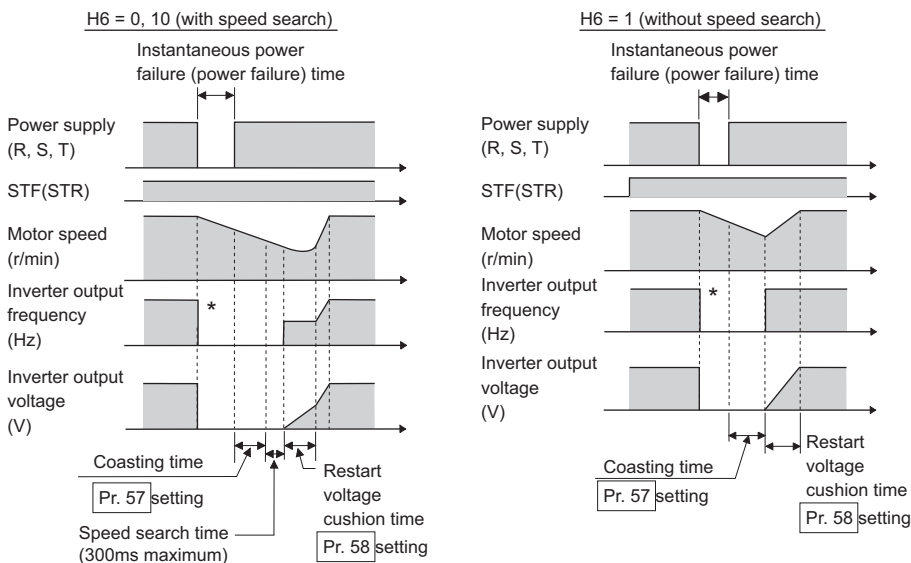 H6 = 0, 10 (with speed search)
Instantaneous power
failure (power failure) time
Power supply
(R, S, T)
STF(STR)
Motor speed
(r/min)
Inverter output
frequency
(Hz)
*
Inverter output
voltage
(V)
Coasting time
Pr. 57 setting
Speed search time
(300ms maximum)
Restart
voltage
cushion time
Pr. 58 setting
H6 = 1 (without speed search)
Instantaneous power
failure (power failure) time
Power supply
(R, S, T)
STF(STR)
Motor speed
(r/min)
Inverter output
frequency
(Hz)
*
Inverter output
voltage
(V)
Coasting time
Pr. 57 setting
Restart
voltage
cushion time
Pr. 58 setting